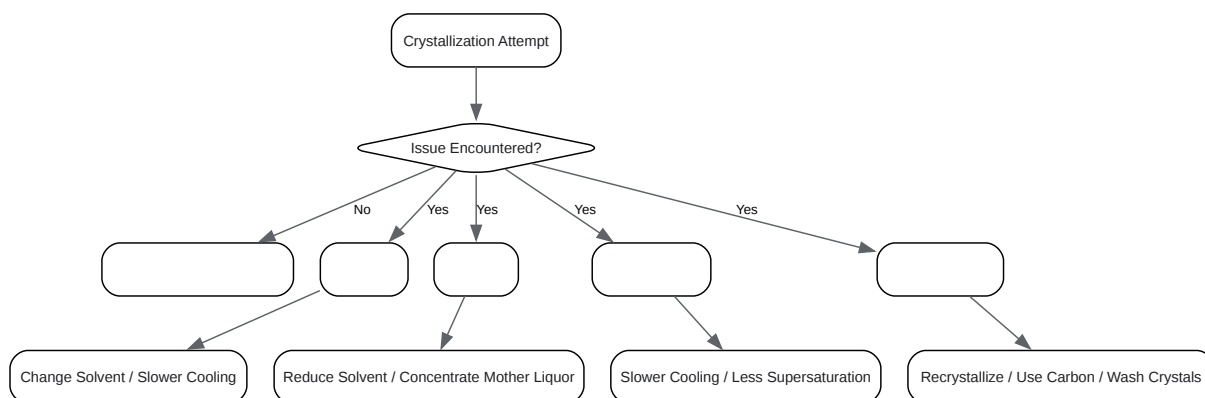 Crystallization Attempt
Issue Encountered?
No
Yes
Yes
Yes
Yes
Change Solvent / Slower Cooling
Reduce Solvent / Concentrate Mother Liquor
Slower Cooling / Less Supersaturation
Recrystallize / Use Carbon / Wash Crystals